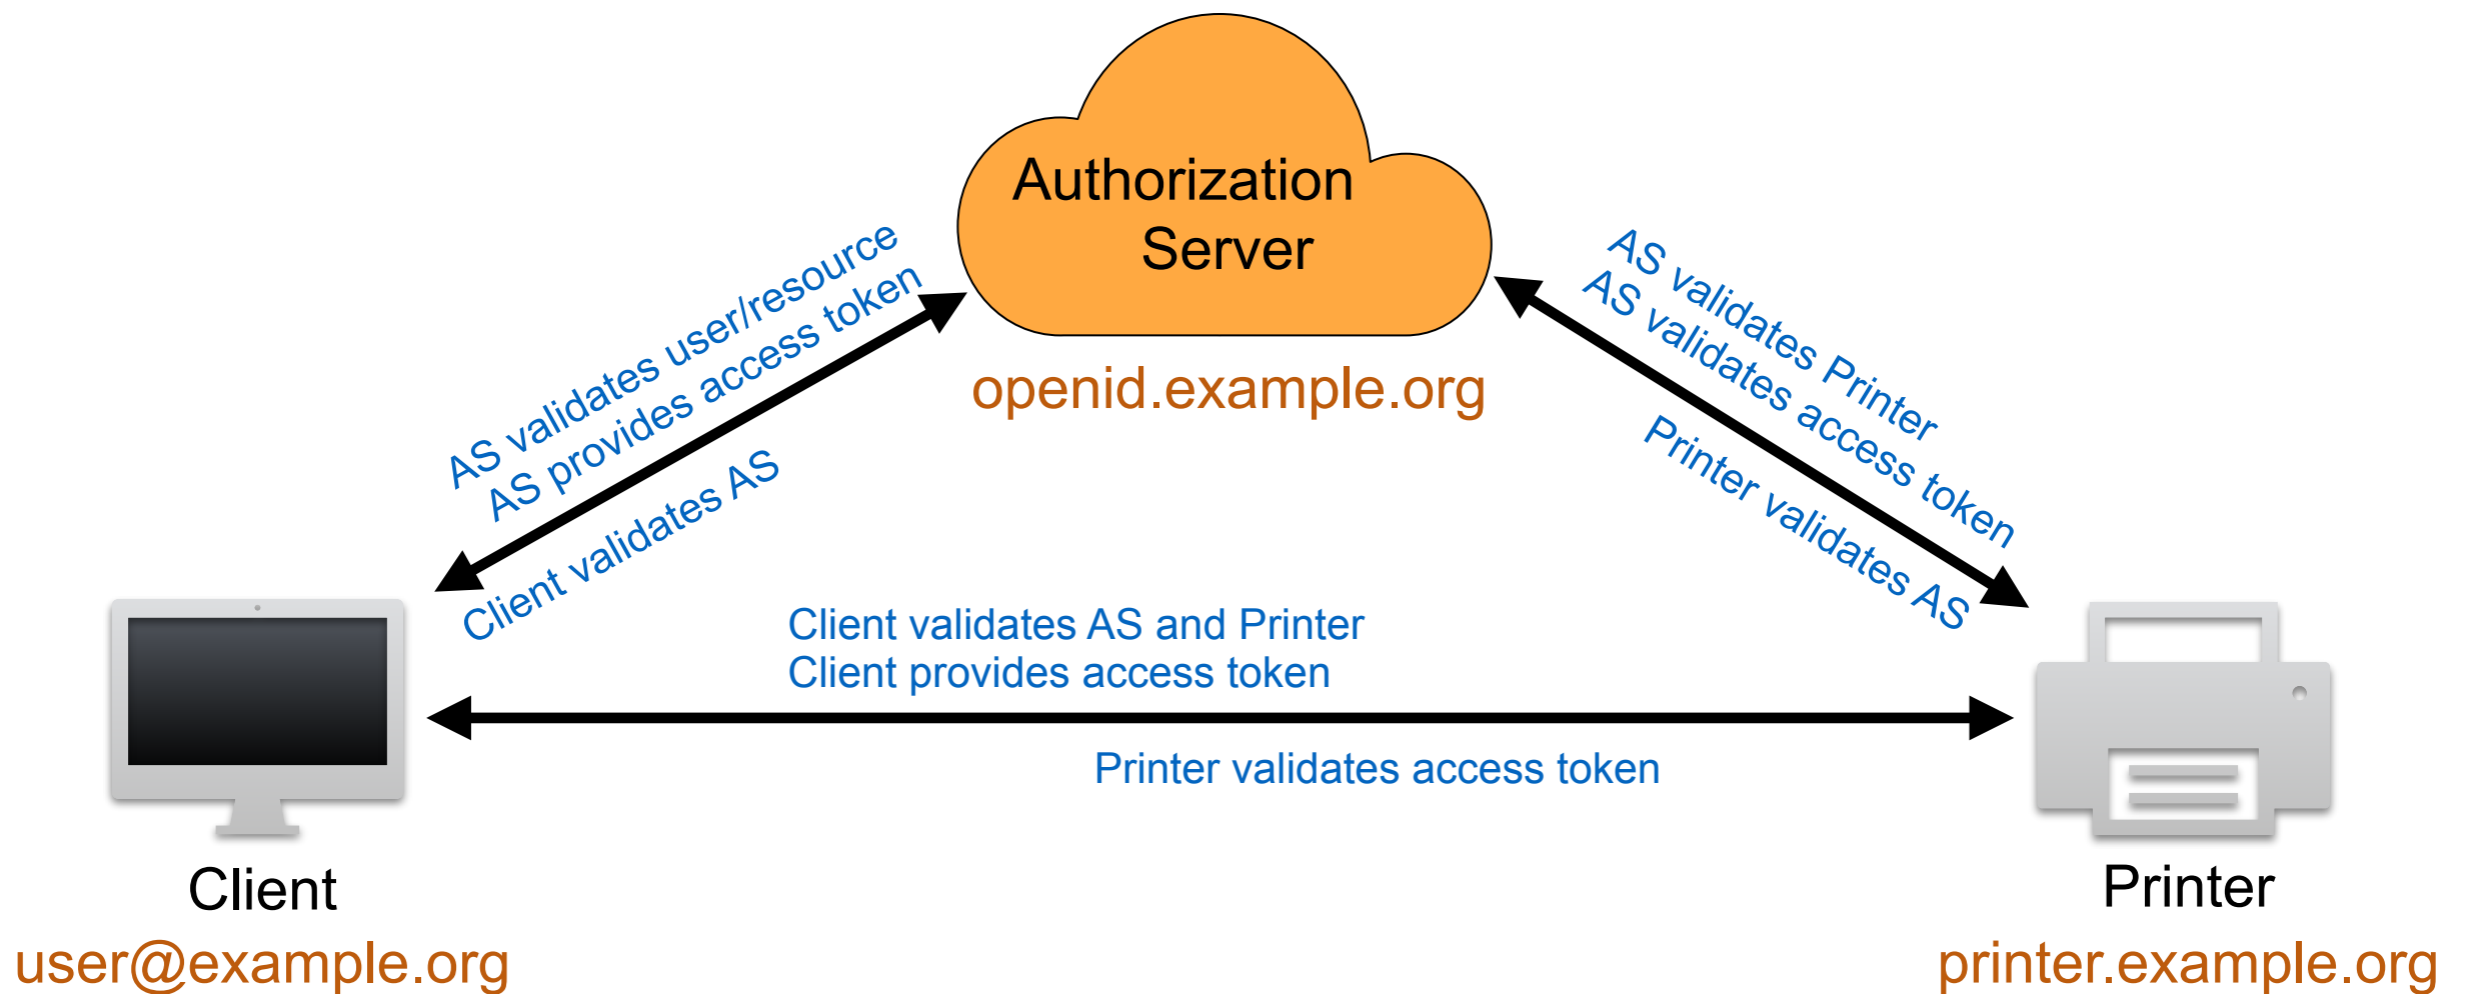 Authorization
Server
openid.example.org
AS validates user/resource
AS provides access token
Client validates AS
AS validates Printer
AS validates access token
Printer validates AS
Client validates AS and Printer
Client provides access token
Printer validates access token
Client
user@example.org
Printer
printer.example.org